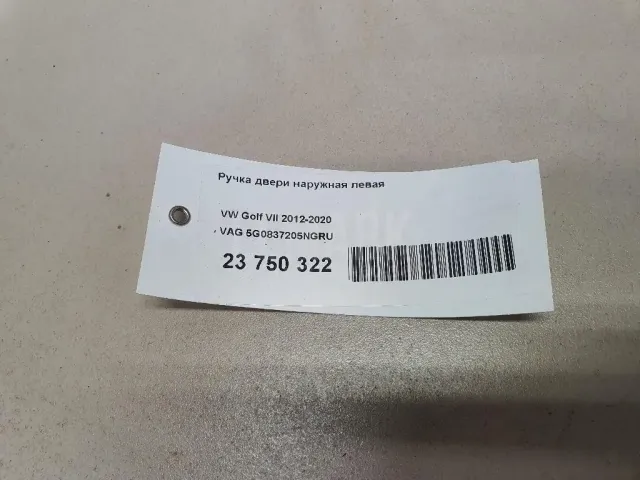 Ручка двери наружная левая
VW Golf VII 2012-2020
VAG 5G0837205NGRU
23 750 322